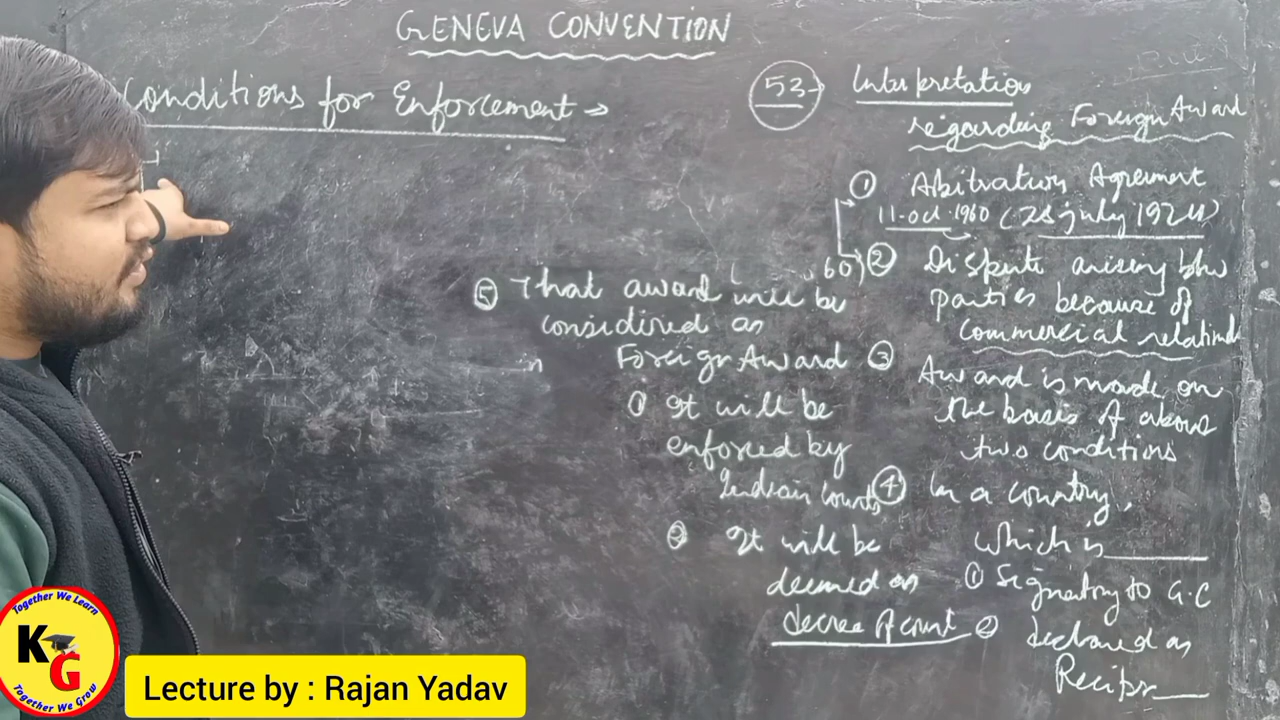 GENEVA CONVENTION
Conditions for Enforcement →
53 → Interpretation
regarding Foreign Award
① Arbitration Agreement
11-oct-1960 (28 july 1924)
② Dispute arising b/w
parties because of
commercial relations
③ Award is made on
the basis of above
two conditions
④ In a country,
which is
① Signatory to G.C
② declared as
⑤ That award will be
considered as
Foreign Award
① It will be
enforced by
Indian Courts
② It will be
deemed as
decree of court
Together We Learn
KG
Together We Grow
Lecture by : Rajan Yadav